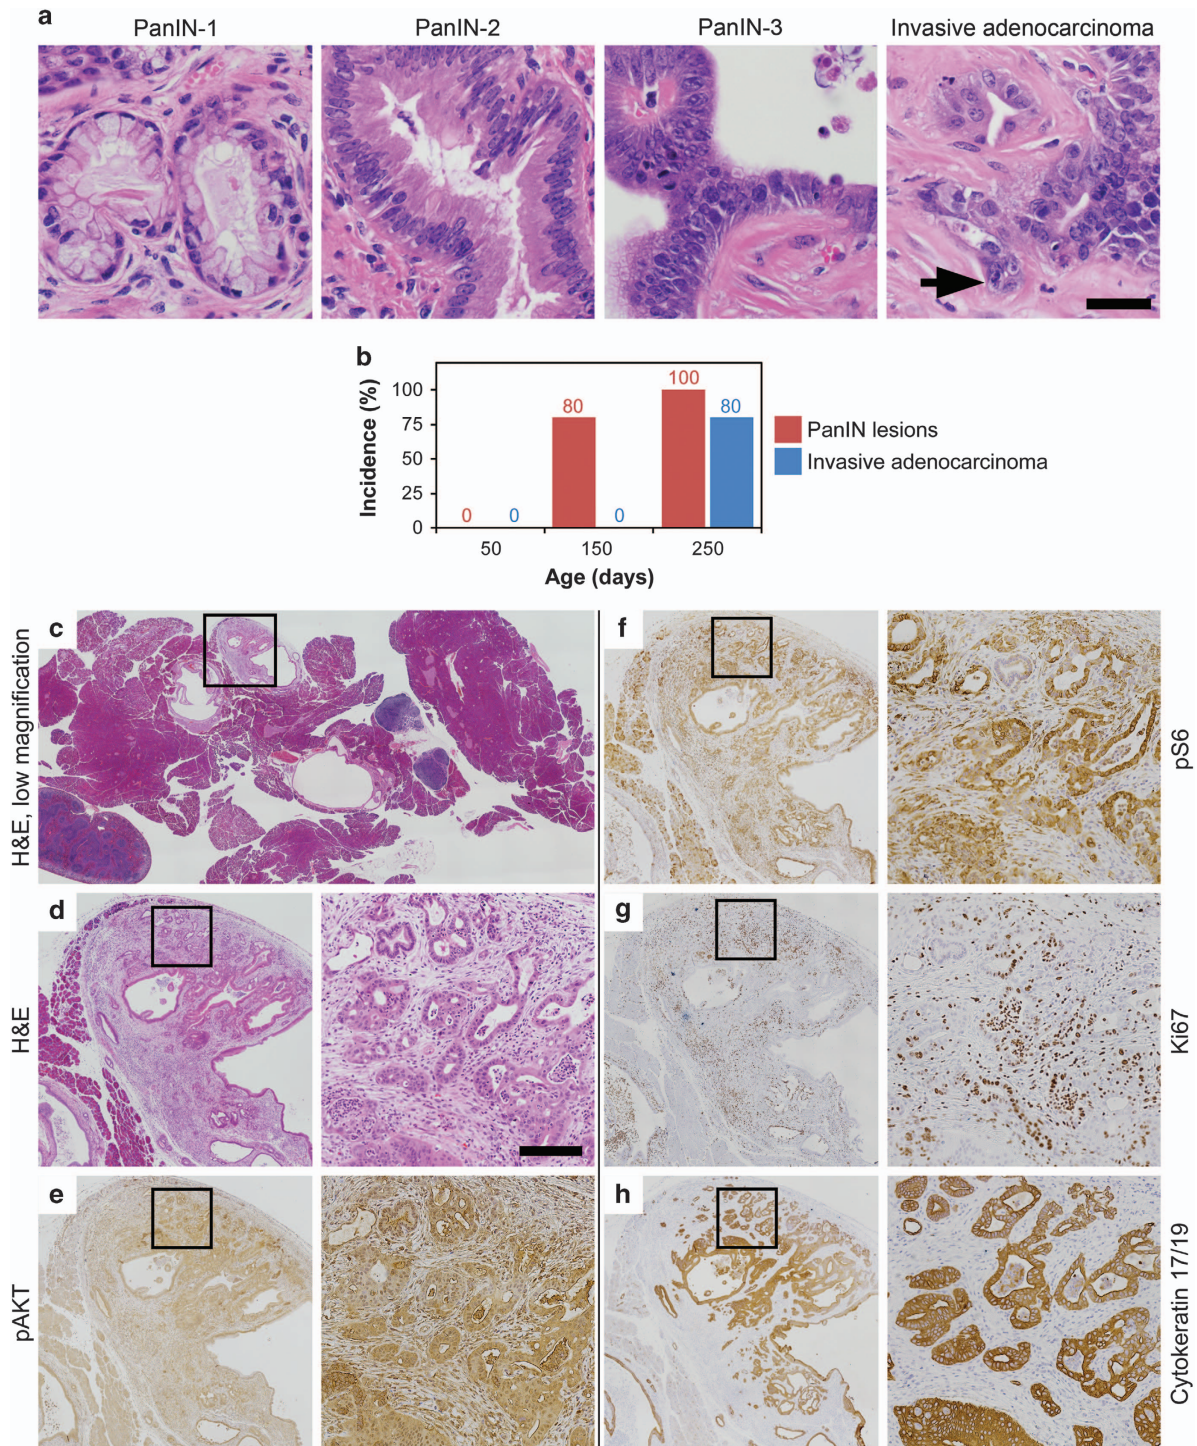 a
PanIN-1 PanIN-2 PanIN-3 Invasive adenocarcinoma
b
Incidence (%)
100
75
50
25
0
0 0 80 0 100 80
50 150 250
Age (days)
PanIN lesions
Invasive adenocarcinoma
c
H&E, low magnification
d
H&E
e
pAKT
f
pS6
g
Ki67
h
Cytokeratin 17/19